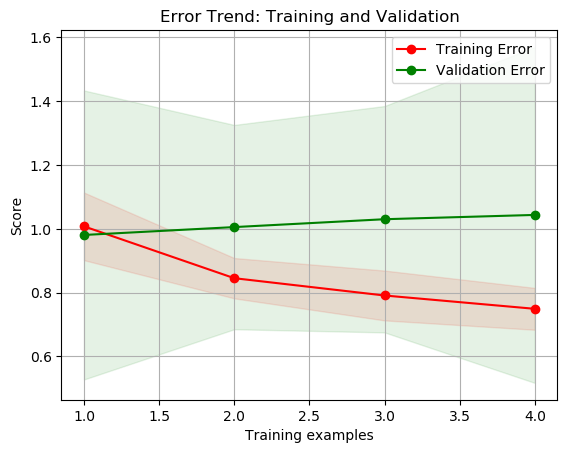 Error Trend: Training and Validation
1.6
1.4
1.2
1.0
0.8
0.6
Score
Training Error
Validation Error
1.0 1.5 2.0 2.5 3.0 3.5 4.0
Training examples